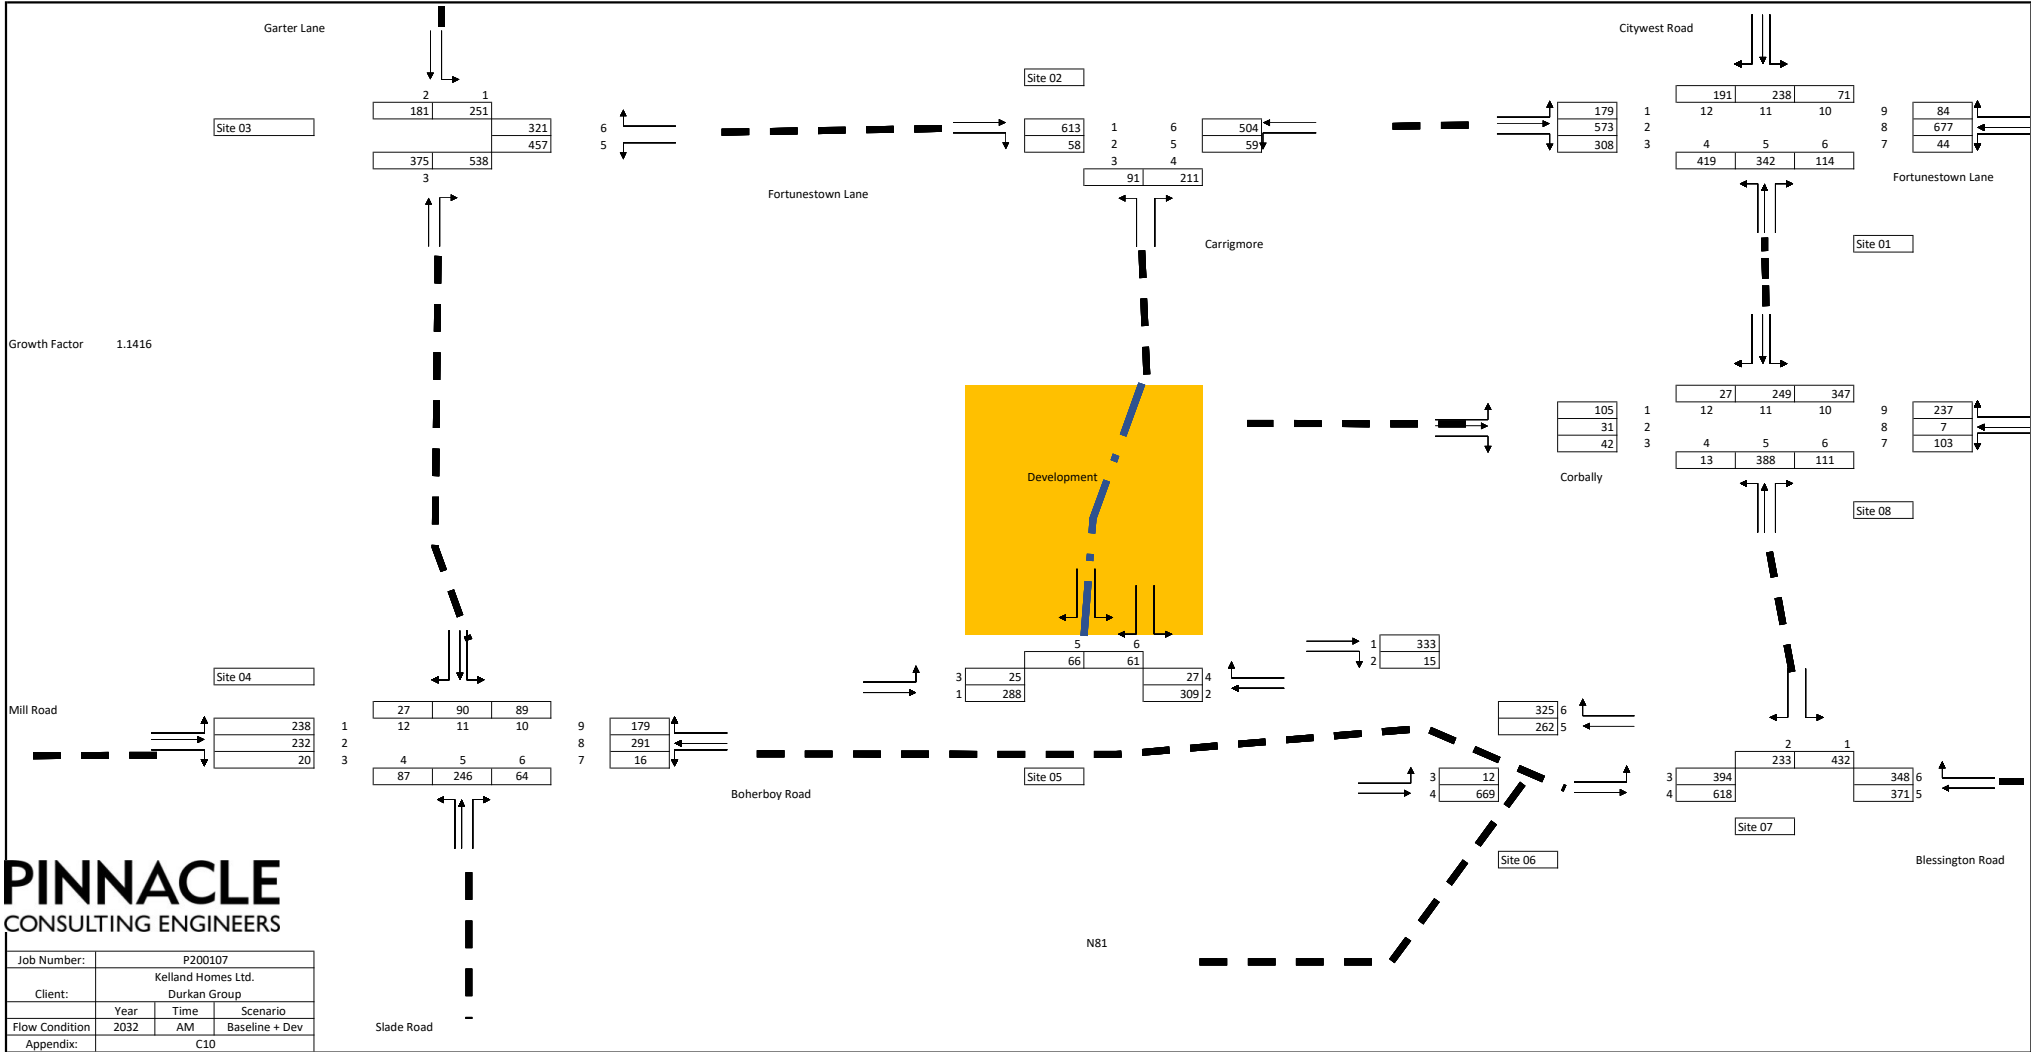 Garter Lane
Citywest Road
Site 02
Site 03
2 1
181 251
321 6
457 5
375 538
3
613 1 6 504
58 2 5 59
3 4
91 211
191 238 71
179 1 12 11 10 9 84
573 2 8 677
308 3 4 5 6 7 44
419 342 114
Fortunestown Lane
Fortunestown Lane
Carrigmore
Site 01
Growth Factor 1.1416
27 249 347
105 1 12 11 10 9 237
31 2 8 7
42 3 4 5 6 7 103
13 388 111
Development
Corbally
Site 08
5 6
66 61
3 25 27 4
1 288 309 2
1 333
2 15
Site 04
Mill Road
27 90 89
238 1 12 11 10 9 179
232 2 8 291
20 3 4 5 6 7 16
87 246 64
Boherboy Road
Site 05
325 6
262 5
3 12
4 669
2 1
233 432
3 394 348 6
4 618 371 5
Site 07
Site 06
Blessington Road
N81
PINNACLE
CONSULTING ENGINEERS
Job Number: P200107
Client: Kelland Homes Ltd.
Durkan Group
Year Time Scenario
Flow Condition 2032 AM Baseline + Dev
Appendix: C10
Slade Road